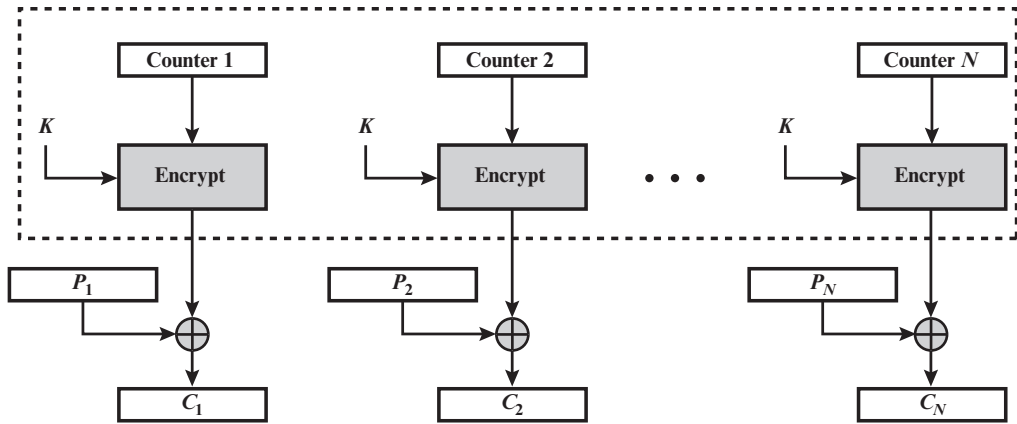 Counter 1
Counter 2
Counter N
K
K
K
Encrypt
Encrypt
• • •
Encrypt
P1
P2
PN
C1
C2
CN